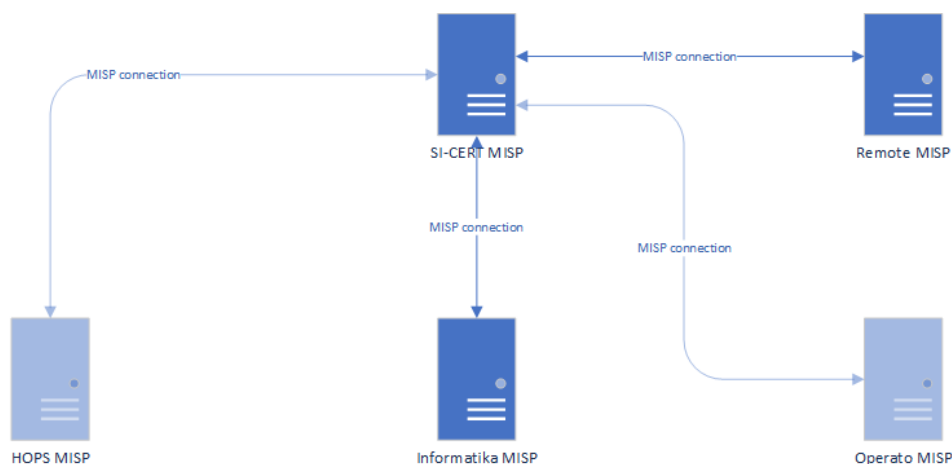 MISP connection
MISP connection
SI-CERT MISP
Remote MISP
MISP connection
MISP connection
HOPS MISP
Informatika MISP
Operato MISP